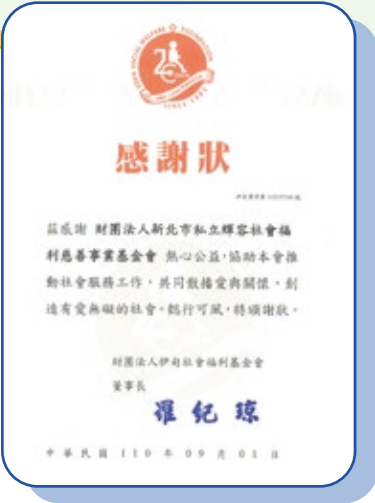 感謝狀
茲感謝 財團法人新北市私立輝容社會福
利慈善事業基金會 熱心公益,協助本會推
動社會服務工作,共同散播愛與關懷,創
造有愛無礙的社會。懿行可風,特頒謝狀。
財團法人伊甸社會福利基金會
董事長
羅紀琼
中華民國 110 年 09 月 01 日